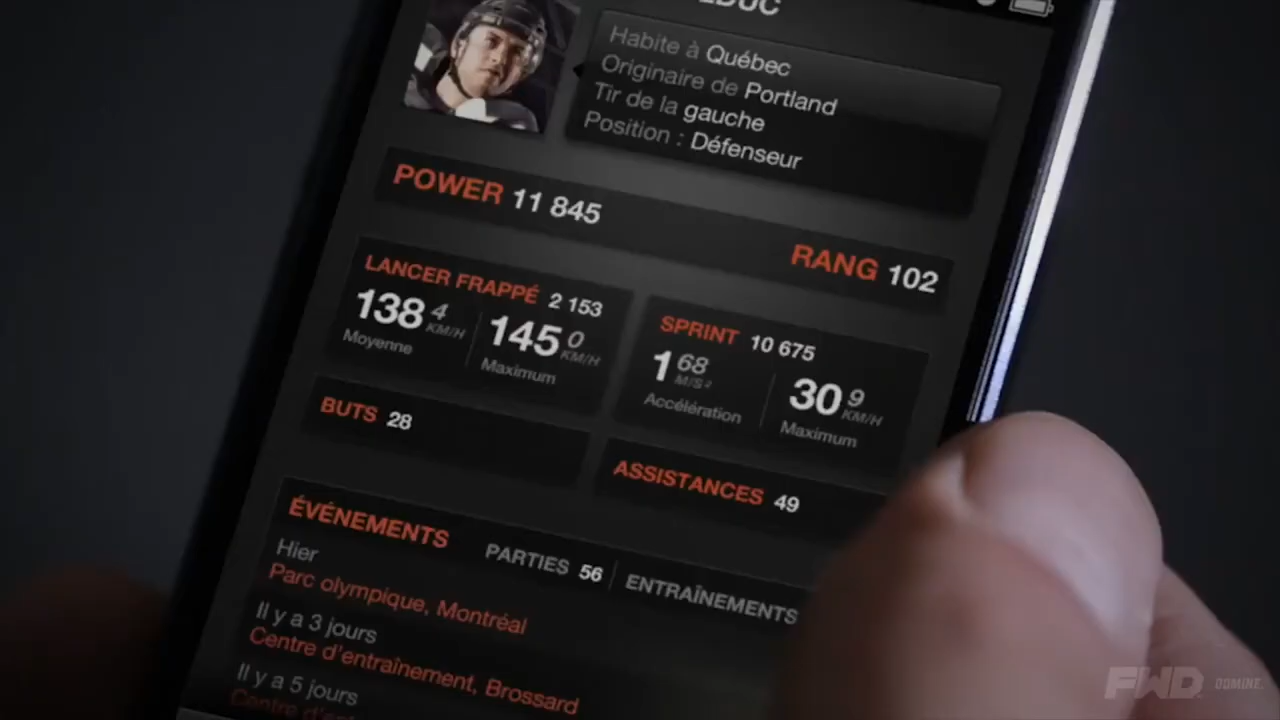 Habite à Québec
Originaire de Portland
Tir de la gauche
Position : Défenseur
POWER 11 845
RANG 102
LANCER FRAPPÉ 2 153
138 4 KM/H
Moyenne
145 0 KM/H
Maximum
SPRINT 10 675
1 68 M/S²
Accélération
30 9 KM/H
Maximum
BUTS 28
ASSISTANCES 49
ÉVÉNEMENTS
PARTIES 56
ENTRAÎNEMENTS
Hier
Parc olympique, Montréal
Il y a 3 jours
Centre d'entraînement, Brossard
Il y a 5 jours
FWD DOMINE.